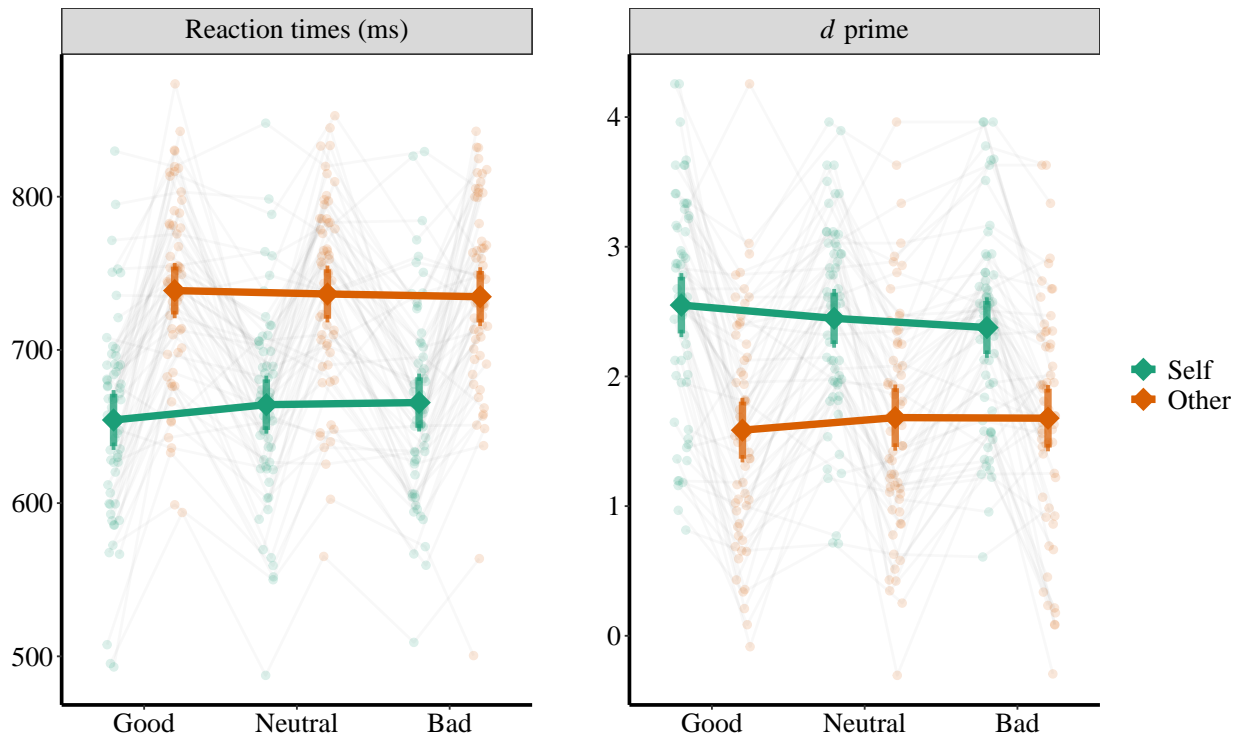 Reaction times (ms)
d prime
800
700
600
500
4
3
2
1
0
Good Neutral Bad
Good Neutral Bad
Self
Other